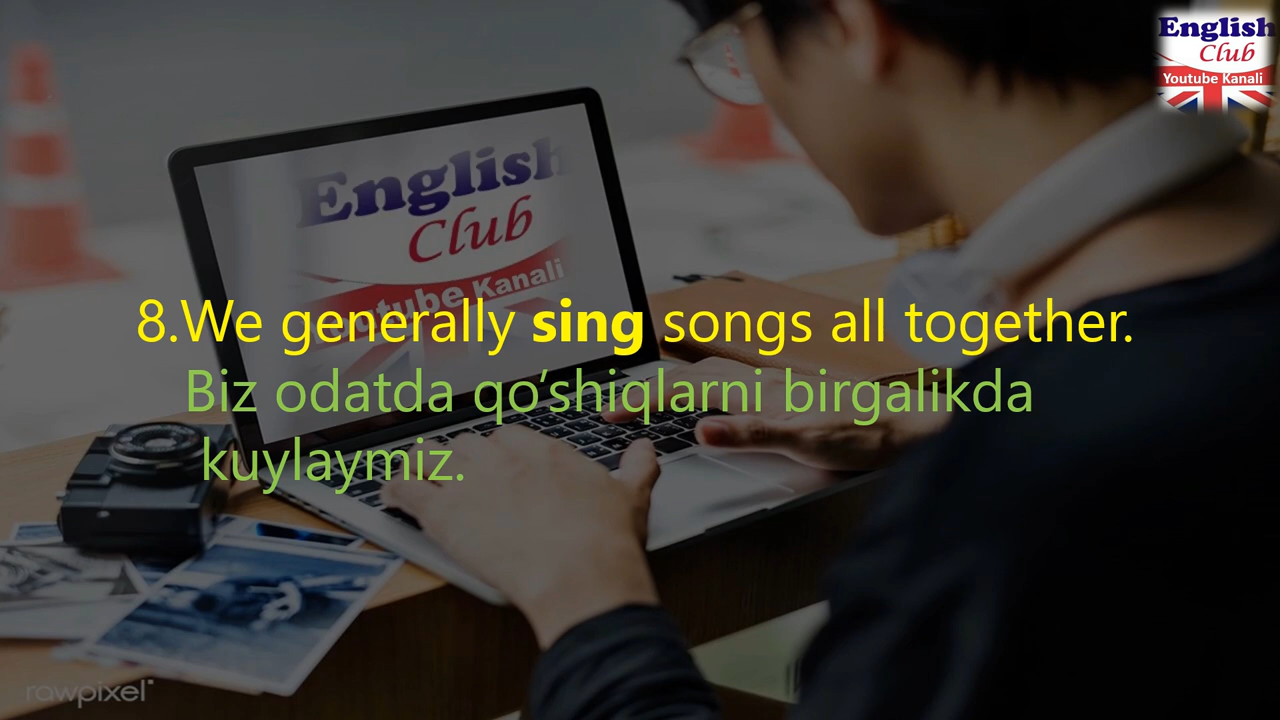 English
Club
Youtube Kanali
English
Club
Youtube Kanali
8.We generally sing songs all together.
Biz odatda qo‘shiqlarni birgalikda
kuylaymiz.
rawpixel